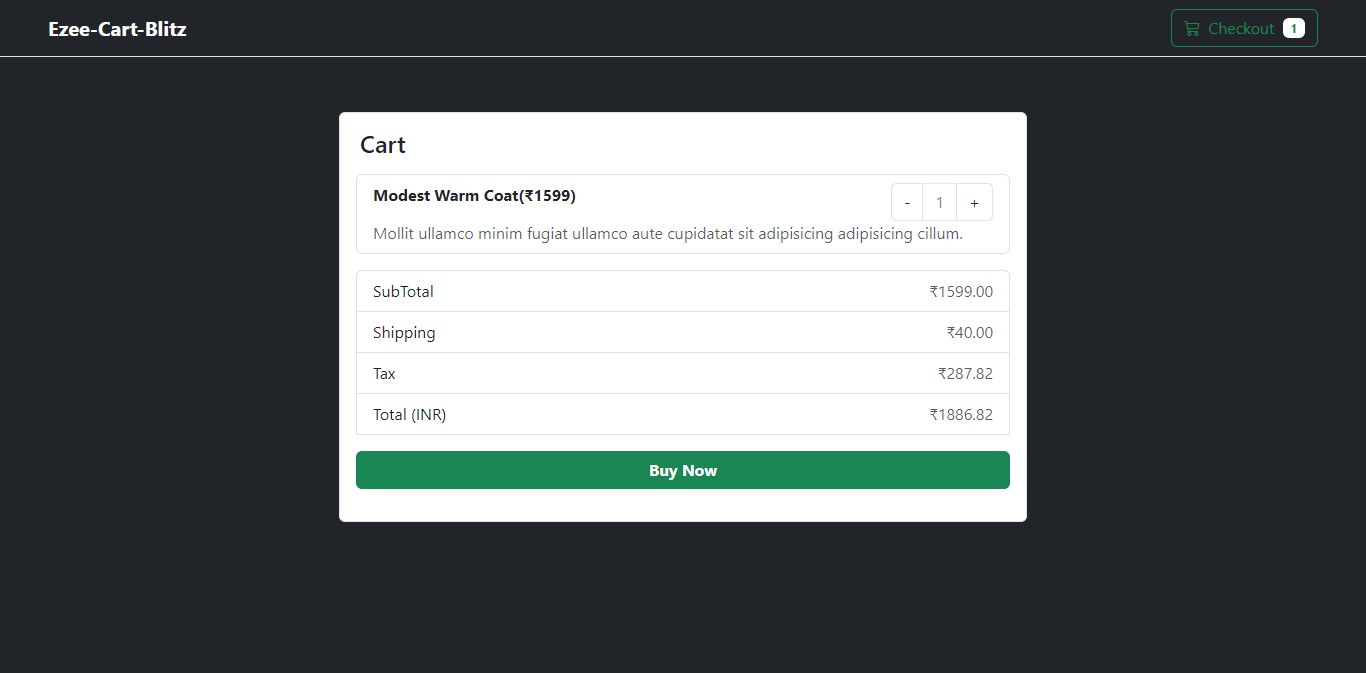 Ezee-Cart-Blitz
Checkout 1
Cart
Modest Warm Coat(₹1599)
- 1 +
Mollit ullamco minim fugiat ullamco aute cupidatat sit adipisicing adipisicing cillum.
SubTotal ₹1599.00
Shipping ₹40.00
Tax ₹287.82
Total (INR) ₹1886.82
Buy Now